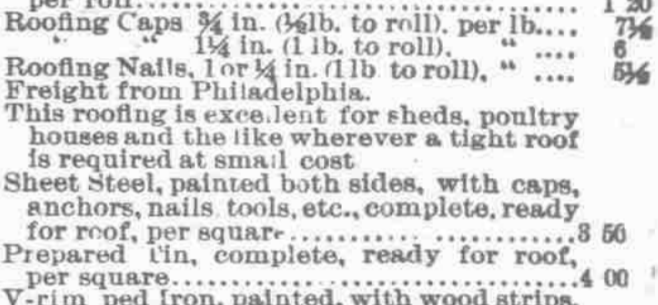 per roll.................................... 1 20
Roofing Caps ¾ in. (½lb. to roll). per lb.... 7½
“ “ 1¼ in. (1 lb. to roll). “ .... 6
Roofing Nails, 1 or ¼ in. (1 lb to roll), “ .... 5½
Freight from Philadelphia.
This roofing is excellent for sheds, poultry
houses and the like wherever a tight roof
is required at small cost
Sheet Steel, painted both sides, with caps,
anchors, nails tools, etc., complete, ready
for roof, per square........................3 50
Prepared Tin, complete, ready for roof,
per square..................................4 00
painted, with wood strips,